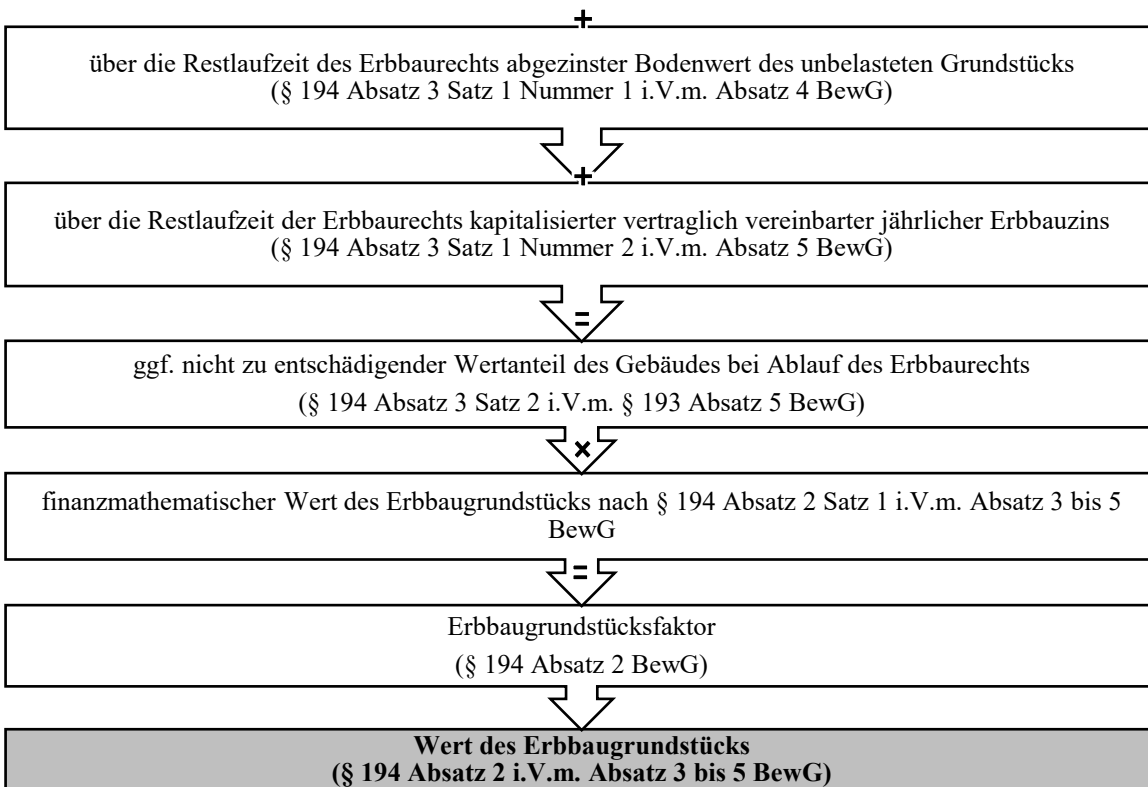 +
über die Restlaufzeit des Erbbaurechts abgezinster Bodenwert des unbelasteten Grundstücks
(§ 194 Absatz 3 Satz 1 Nummer 1 i.V.m. Absatz 4 BewG)
+
über die Restlaufzeit der Erbbaurechts kapitalisierter vertraglich vereinbarter jährlicher Erbbauzins
(§ 194 Absatz 3 Satz 1 Nummer 2 i.V.m. Absatz 5 BewG)
=
ggf. nicht zu entschädigender Wertanteil des Gebäudes bei Ablauf des Erbbaurechts
(§ 194 Absatz 3 Satz 2 i.V.m. § 193 Absatz 5 BewG)
×
finanzmathematischer Wert des Erbbaugrundstücks nach § 194 Absatz 2 Satz 1 i.V.m. Absatz 3 bis 5
BewG
=
Erbbaugrundstücksfaktor
(§ 194 Absatz 2 BewG)
Wert des Erbbaugrundstücks
(§ 194 Absatz 2 i.V.m. Absatz 3 bis 5 BewG)